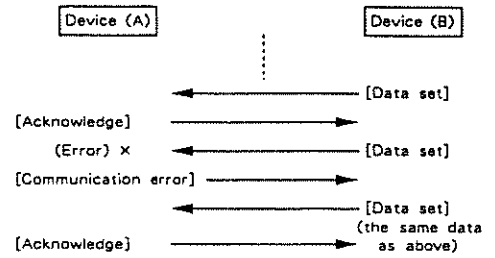 Device (A) Device (B)
[Data set]
[Acknowledge]
(Error) × [Data set]
[Communication error]
[Data set]
(the same data
[Acknowledge] as above)